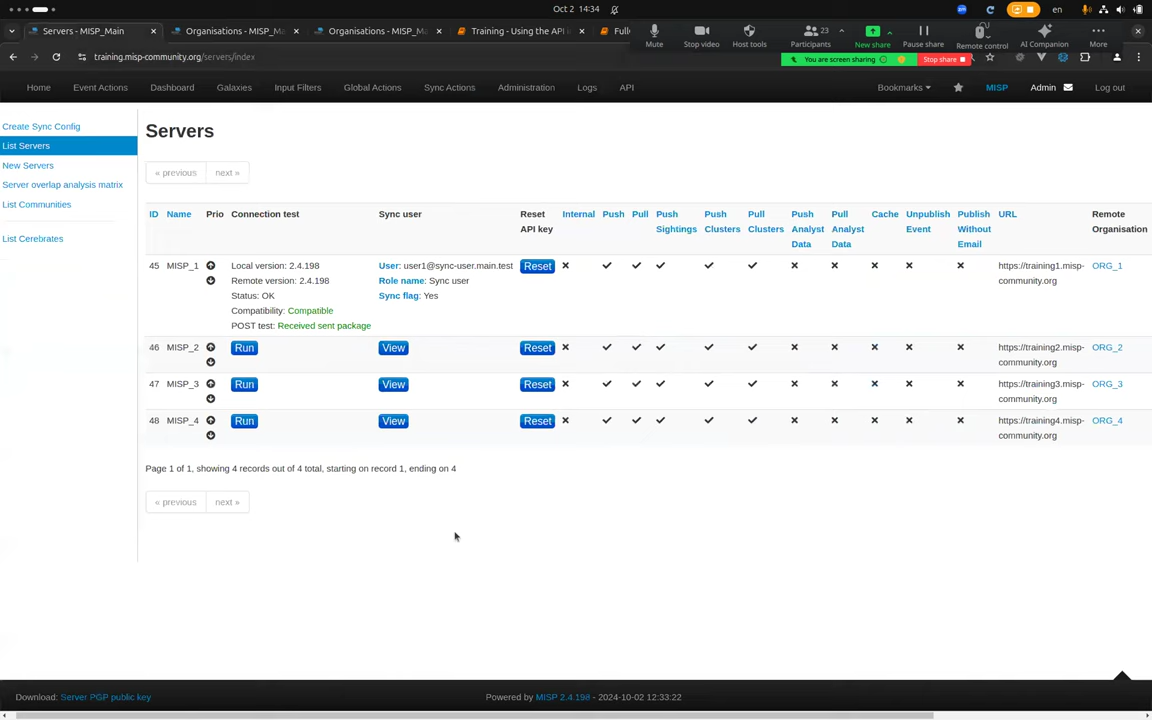 Oct 2 14:34
en
Servers - MISP_Main
Organisations - MISP_Ma
Organisations - MISP_Ma
Training - Using the API
Full
Mute
Stop video
Host tools
Participants
23
New share
Pause share
Remote control
AI Companion
More
training.misp-community.org/servers/index
You are screen sharing
Stop share
Home
Event Actions
Dashboard
Galaxies
Input Filters
Global Actions
Sync Actions
Administration
Logs
API
Bookmarks
MISP
Admin
Log out
Create Sync Config
List Servers
New Servers
Server overlap analysis matrix
List Communities
List Cerebrates
Servers
« previous
next »
ID
Name
Prio
Connection test
Sync user
Reset API key
Internal
Push
Pull
Push Sightings
Push Clusters
Pull Clusters
Push Analyst Data
Pull Analyst Data
Cache
Unpublish Event
Publish Without Email
URL
Remote Organisation
45
MISP_1
Local version: 2.4.198
Remote version: 2.4.198
Status: OK
Compatibility: Compatible
POST test: Received sent package
User: user1@sync-user.main.test
Role name: Sync user
Sync flag: Yes
Reset
https://training1.misp-community.org
ORG_1
46
MISP_2
Run
View
Reset
https://training2.misp-community.org
ORG_2
47
MISP_3
Run
View
Reset
https://training3.misp-community.org
ORG_3
48
MISP_4
Run
View
Reset
https://training4.misp-community.org
ORG_4
Page 1 of 1, showing 4 records out of 4 total, starting on record 1, ending on 4
« previous
next »
Download: Server PGP public key
Powered by MISP 2.4.198 - 2024-10-02 12:33:22